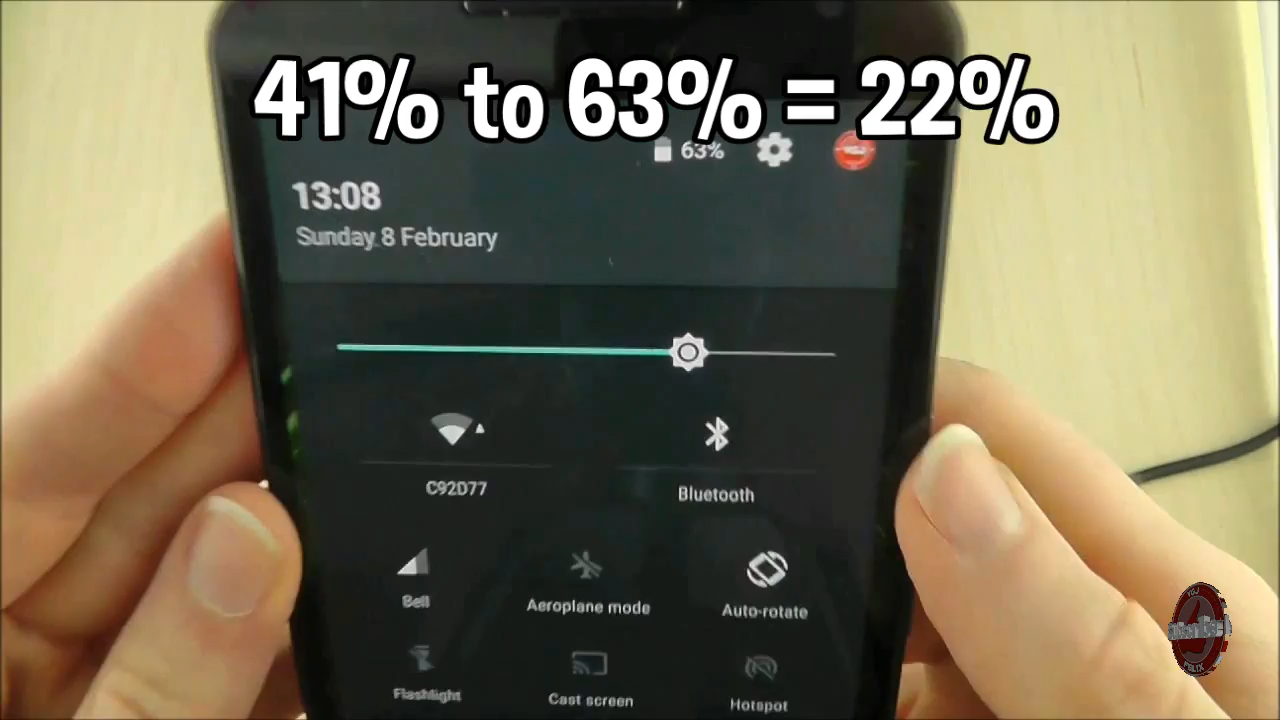 41% to 63% = 22%
63%
13:08
Sunday 8 February
C92D77
Bluetooth
Bell
Aeroplane mode
Auto-rotate
Flashlight
Cast screen
Hotspot